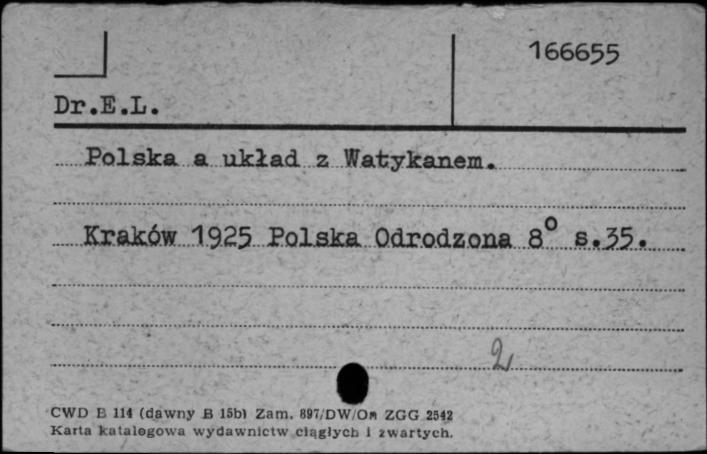 166655
Dr.E.L.
Polska a układ z Watykanem.
Kraków 1925 Polska Odrodzona 8° s.35.
2
CWD B 114 (dawny B 15b) Zam. 897/DW/Om ZGG 2542
Karta katalogowa wydawnictw ciągłych i zwartych.